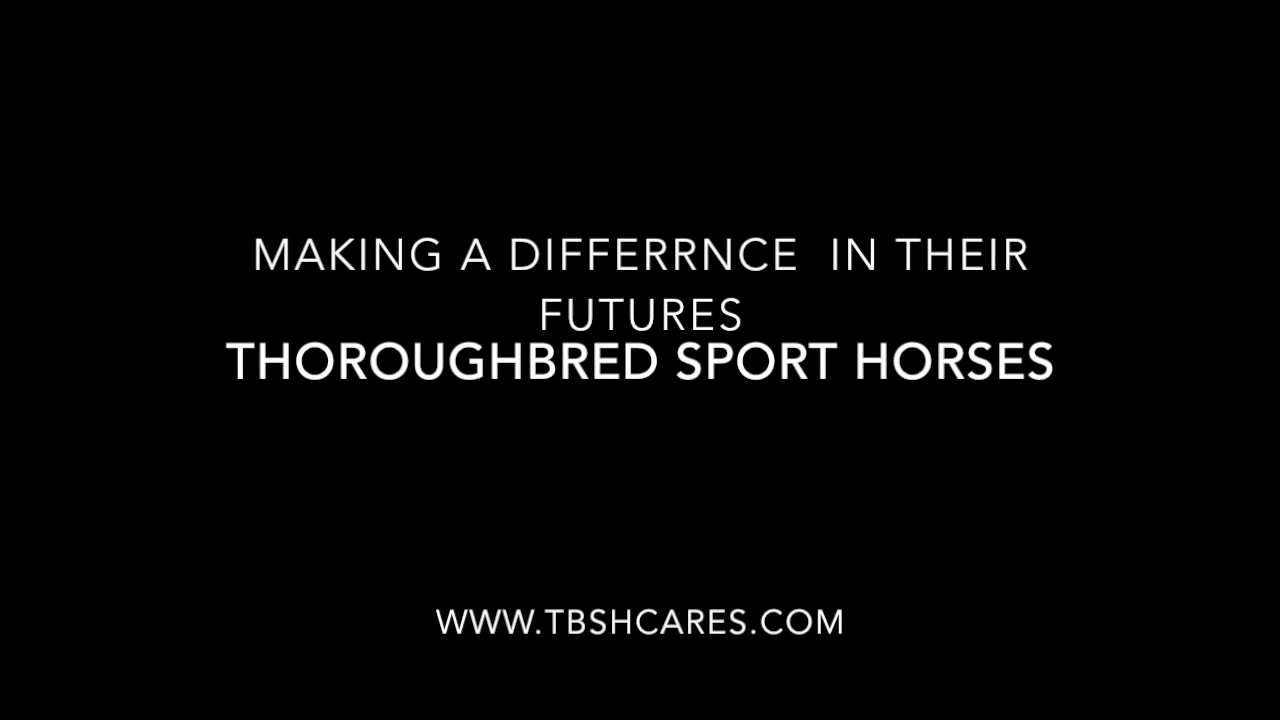 MAKING A DIFFERRNCE  IN THEIR
FUTURES
THOROUGHBRED SPORT HORSES
WWW.TBSHCARES.COM